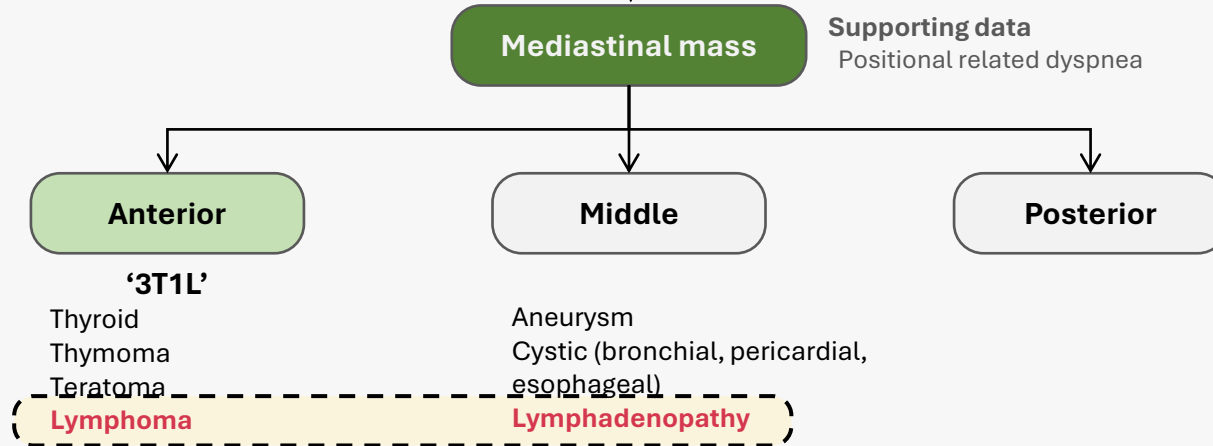 Mediastinal mass
Supporting data
Positional related dyspnea
Anterior
Middle
Posterior
‘3T1L’
Thyroid
Thymoma
Teratoma
Lymphoma
Aneurysm
Cystic (bronchial, pericardial,
esophageal)
Lymphadenopathy